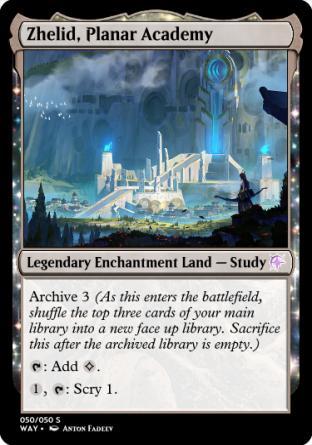 Zhelid, Planar Academy
Legendary Enchantment Land — Study
Archive 3 (As this enters the battlefield,
shuffle the top three cards of your main
library into a new face up library. Sacrifice
this after the archived library is empty.)
: Add .
1, : Scry 1.
050/050 S
WAY • Anton Fadeev